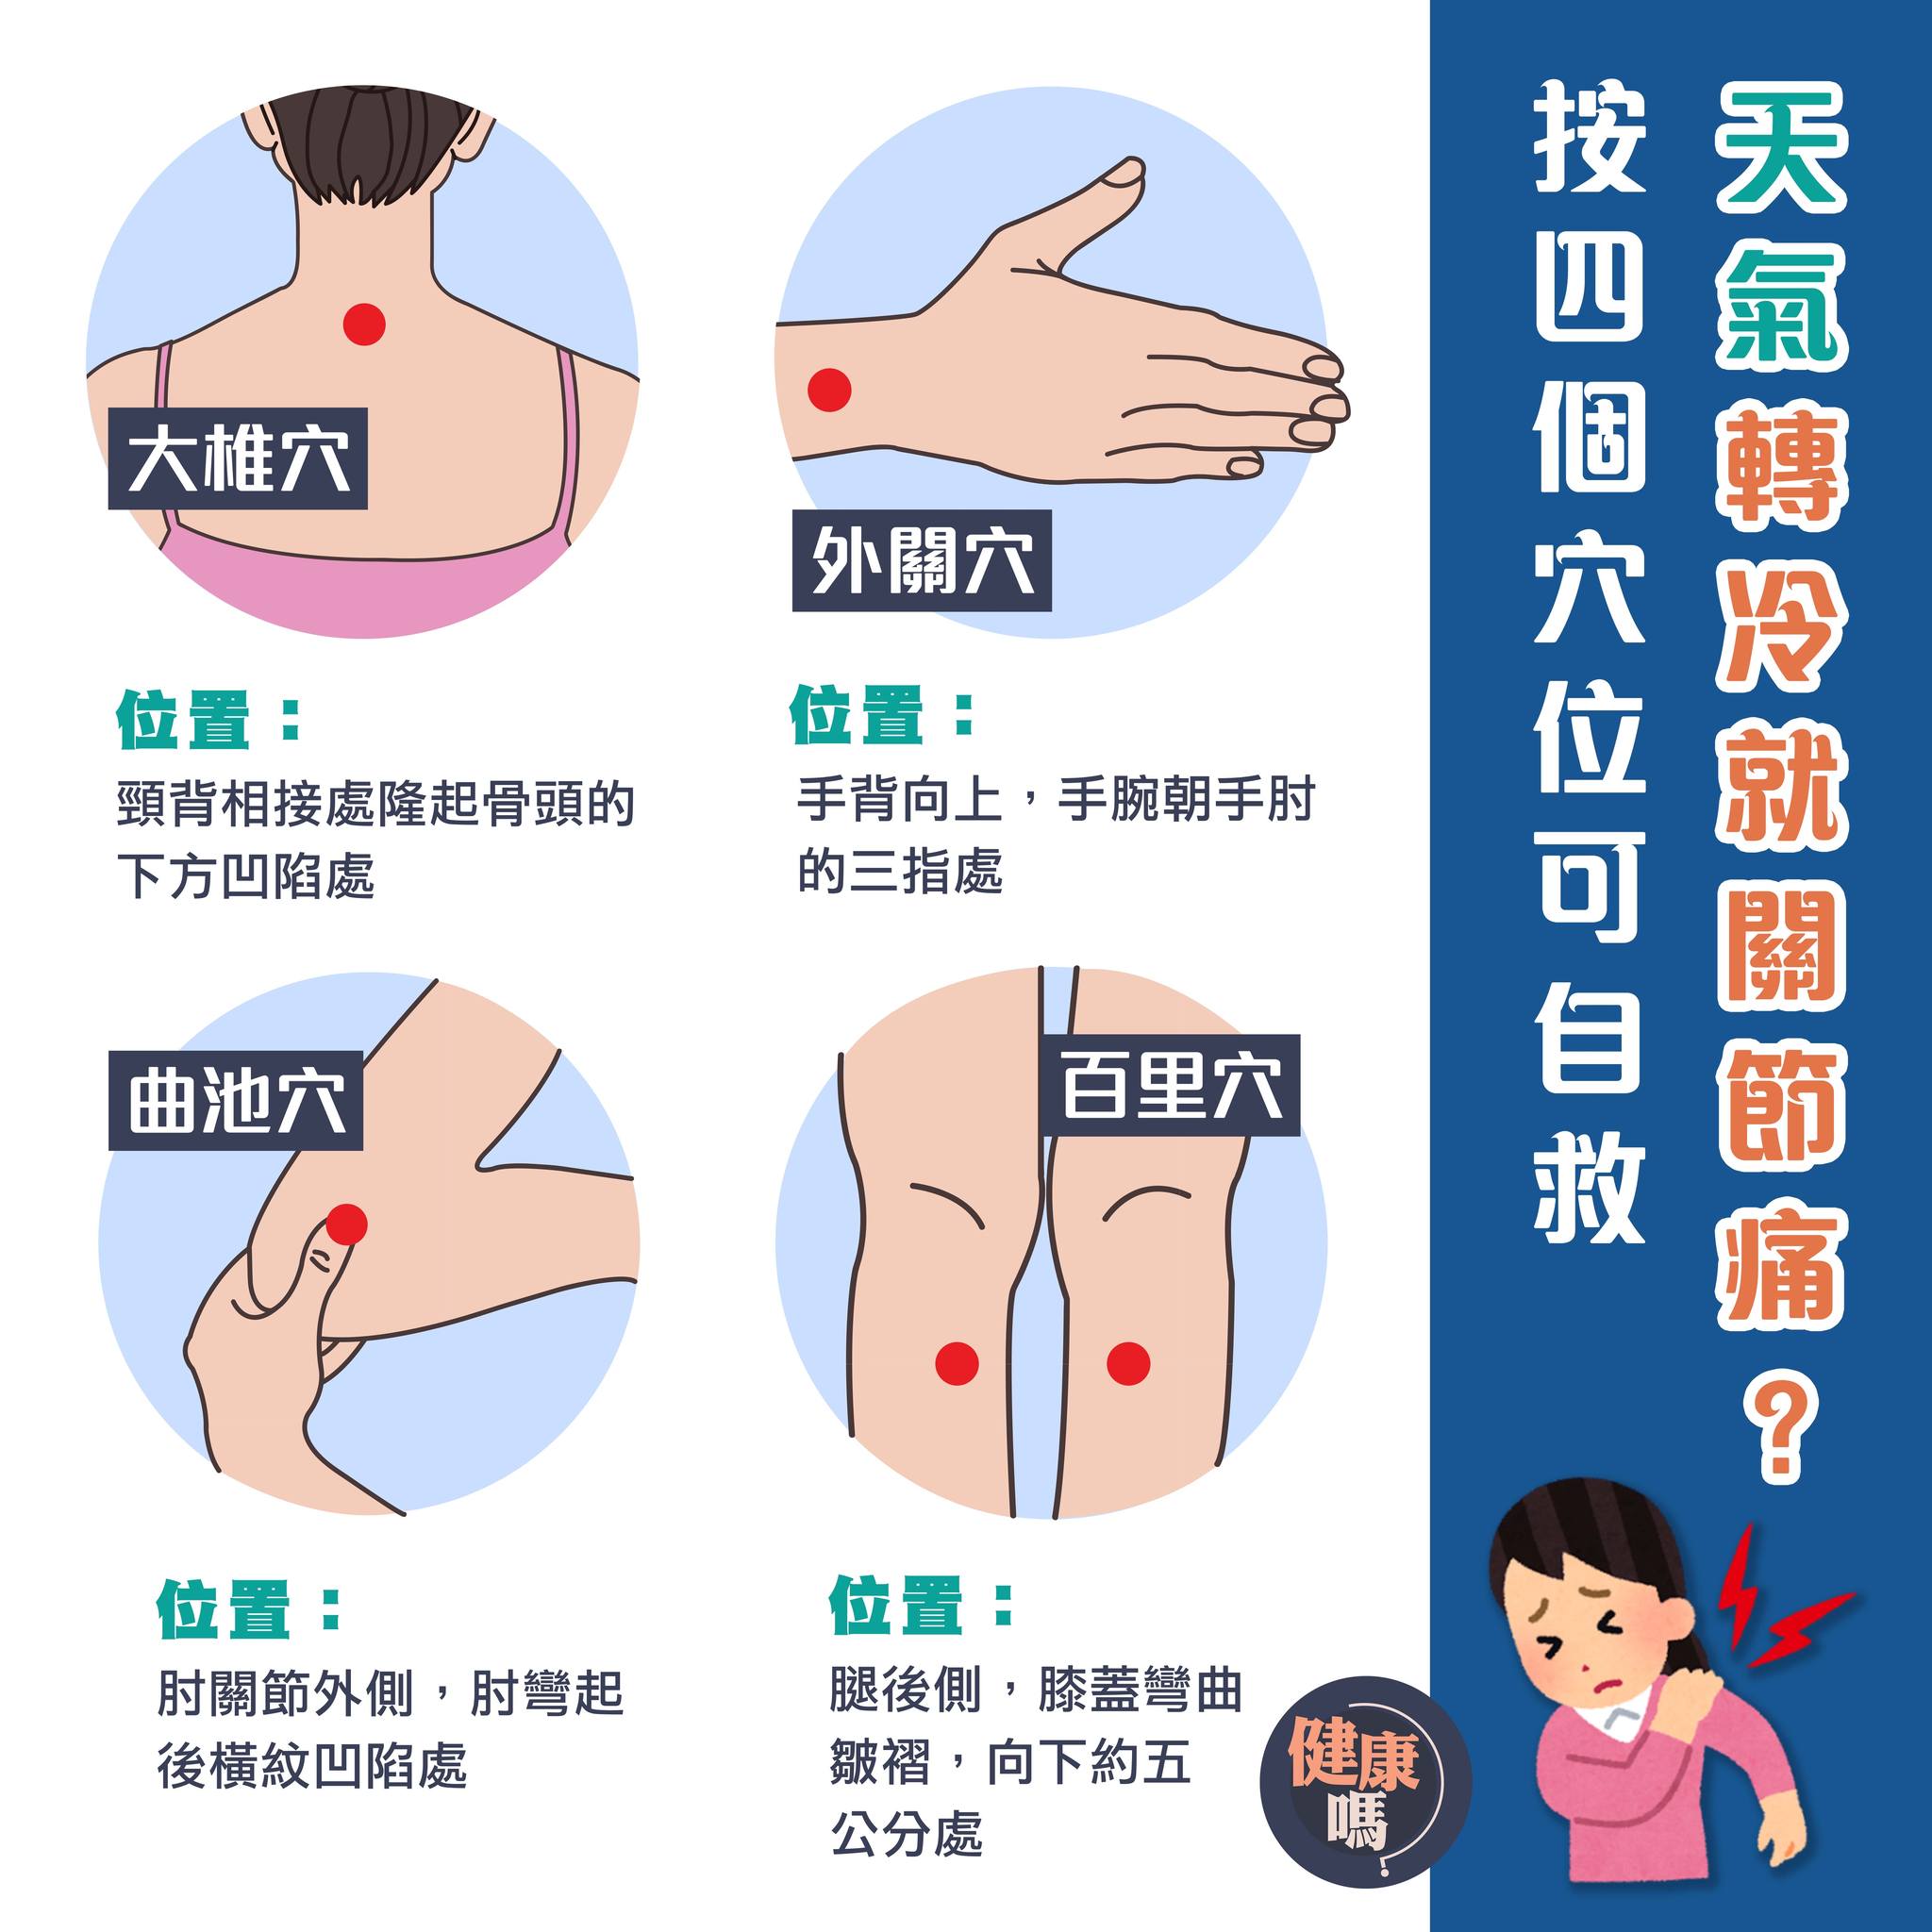 天氣轉冷就關節痛？
按四個穴位可自救
大椎穴
位置：
頸背相接處隆起骨頭的
下方凹陷處
外關穴
位置：
手背向上，手腕朝手肘
的三指處
曲池穴
位置：
肘關節外側，肘彎起
後橫紋凹陷處
百里穴
位置：
腿後側，膝蓋彎曲
皺褶，向下約五
公分處
健康
嗎?